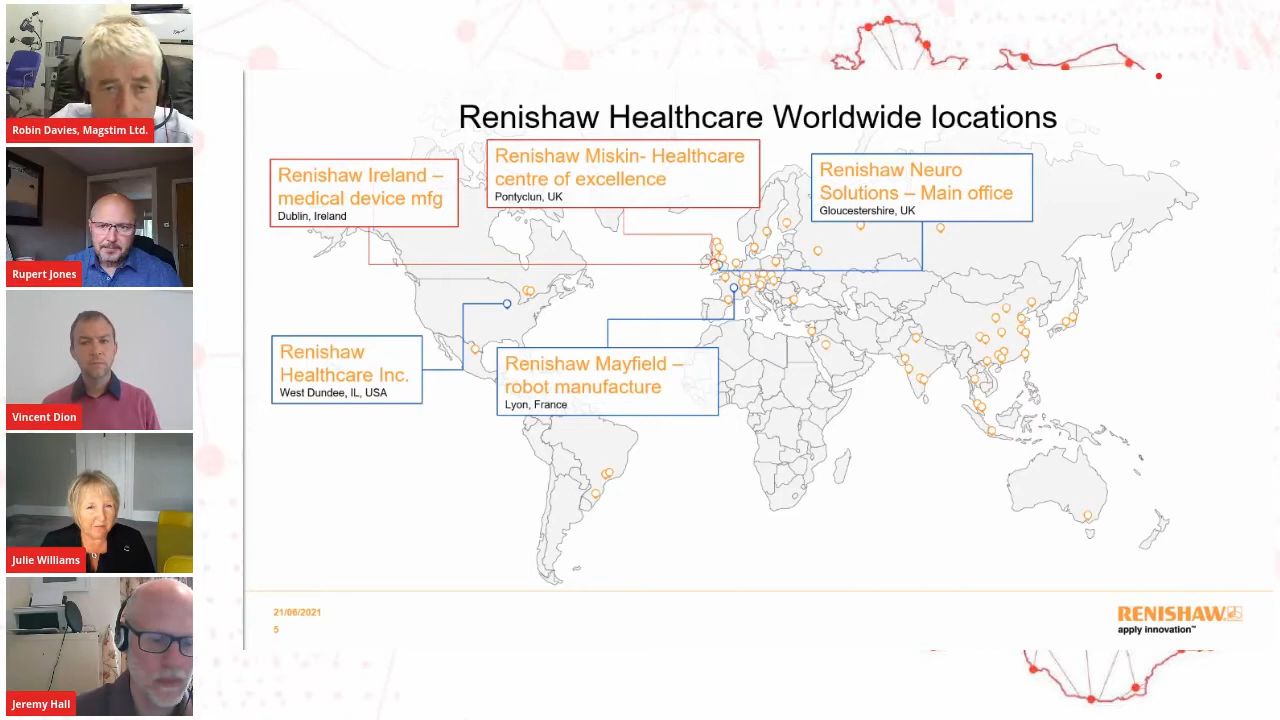 Robin Davies, Magstim Ltd.
Rupert Jones
Vincent Dion
Julie Williams
Jeremy Hall
Renishaw Healthcare Worldwide locations
Renishaw Ireland –
medical device mfg
Dublin, Ireland
Renishaw Miskin- Healthcare
centre of excellence
Pontyclun, UK
Renishaw Neuro
Solutions – Main office
Gloucestershire, UK
Renishaw
Healthcare Inc.
West Dundee, IL, USA
Renishaw Mayfield –
robot manufacture
Lyon, France
21/06/2021
5
RENISHAW
apply innovation™